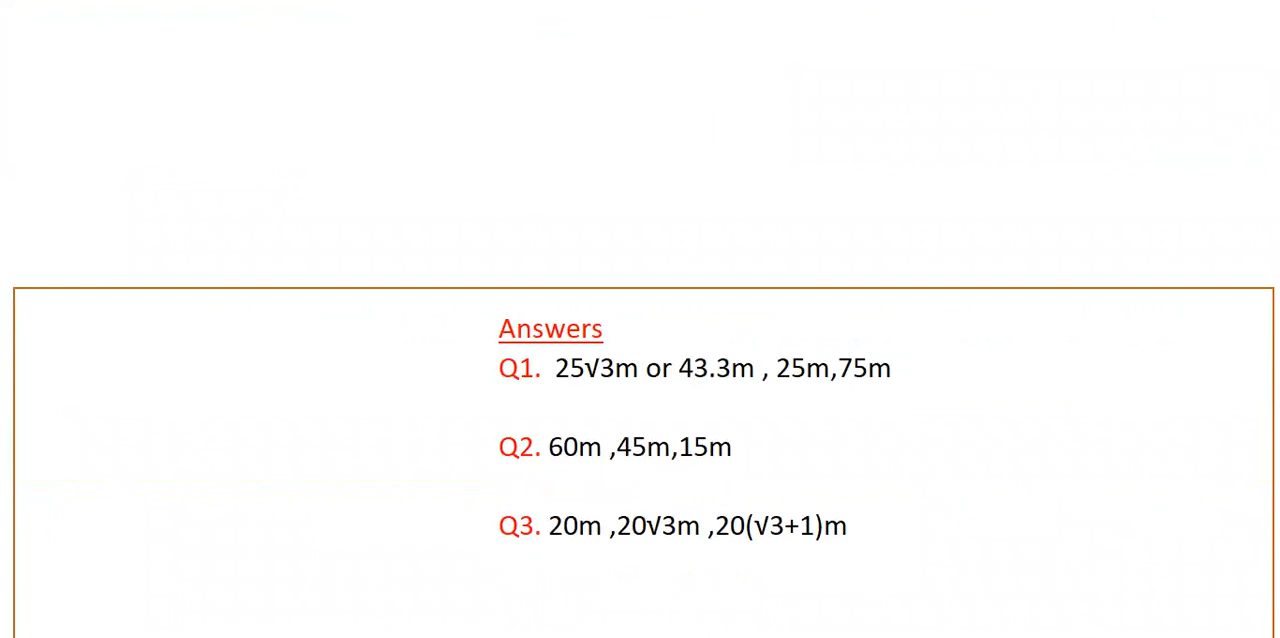 Answers
Q1. 25√3m or 43.3m , 25m,75m
Q2. 60m ,45m,15m
Q3. 20m ,20√3m ,20(√3+1)m